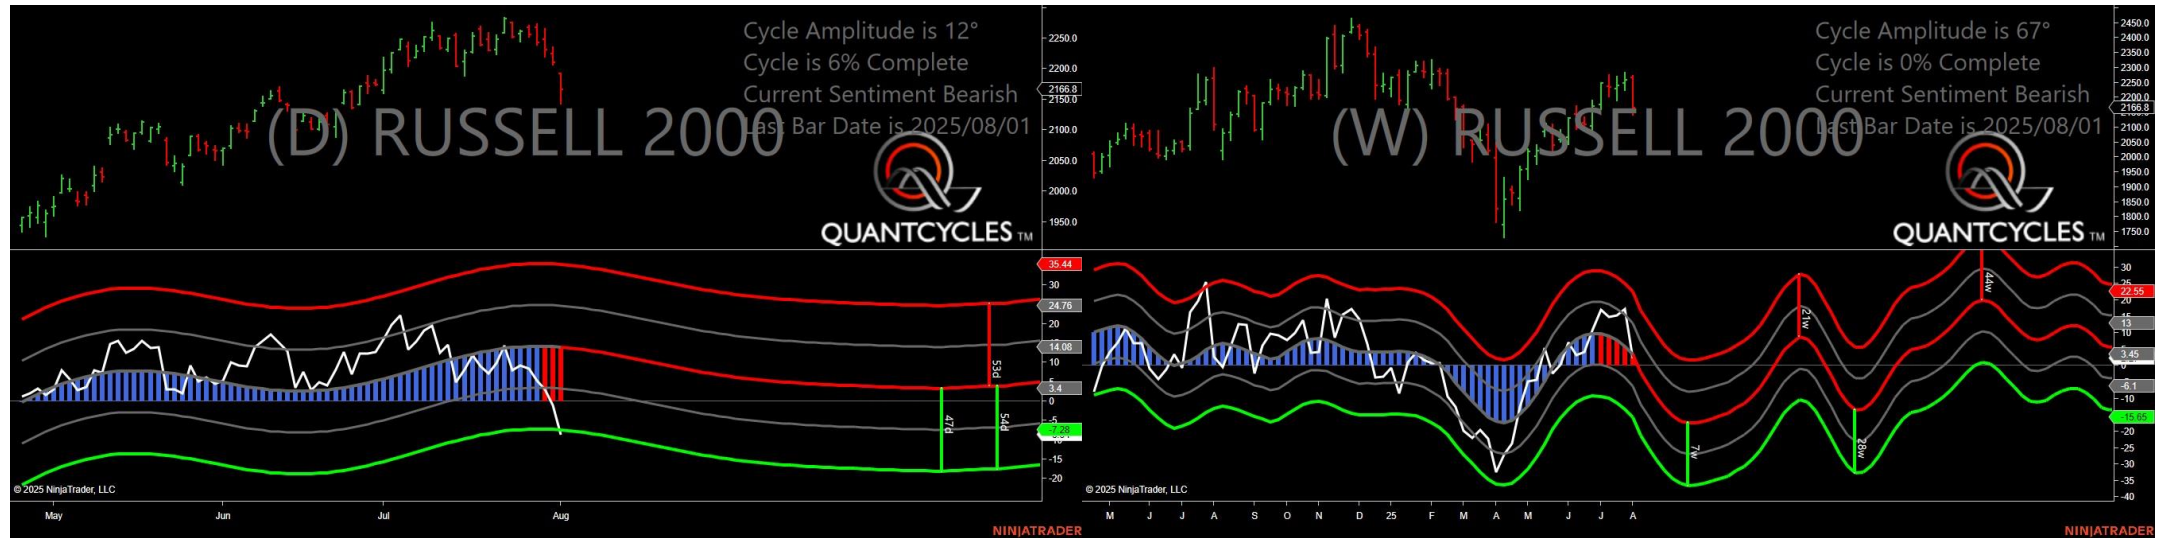 Cycle Amplitude is 12°
Cycle is 6% Complete
Current Sentiment Bearish
Last Bar Date is 2025/08/01
(D) RUSSELL 2000
QUANTCYCLES TM
2250.0
2200.0
2166.8
2150.0
2100.0
2050.0
2000.0
1950.0
35.44
30
24.76
20
14.08
10
5
3.4
0
-5
-7.28
-15
-20
53d
47d
54d
© 2025 NinjaTrader, LLC
May Jun Jul Aug
NINJATRADER
Cycle Amplitude is 67°
Cycle is 0% Complete
Current Sentiment Bearish
Last Bar Date is 2025/08/01
(W) RUSSELL 2000
QUANTCYCLES TM
2450.0
2400.0
2350.0
2300.0
2250.0
2200.0
2166.8
2100.0
2050.0
2000.0
1950.0
1900.0
1850.0
1800.0
1750.0
30
22.55
20
13
10
3.45
0
-6.1
-10
-15.65
-20
-25
-30
-35
-40
44w
21w
7w
28w
© 2025 NinjaTrader, LLC
M J J A S O N D 25 F M A M J J A
NINJATRADER